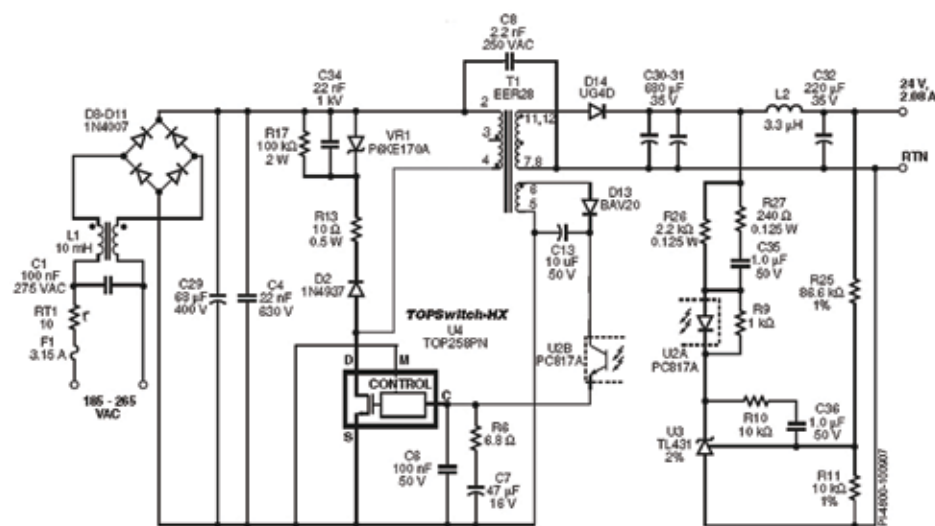 C8
2.2 nF
250 VAC
T1
EER28
D14
UG4D
C30-31
680 µF
35 V
C32
220 µF
35 V
24 V,
2.08 A
L2
3.3 µH
RTN
C34
22 nF
1 kV
D8-D11
1N4007
R17
100 kΩ
2 W
VR1
P6KE170A
2
3
4
11,12
7,8
6
5
D13
BAV20
R13
10 Ω
0.5 W
L1
10 mH
C1
100 nF
275 VAC
RT1
10
t°
F1
3.15 A
185 - 265
VAC
C29
68 µF
400 V
C4
22 nF
630 V
D2
1N4937
C13
10 uF
50 V
R26
2.2 kΩ
0.125 W
R27
240 Ω
0.125 W
C35
1.0 µF
50 V
R25
86.6 kΩ
1%
R9
1 kΩ
TOPSwitch-HX
U4
TOP258PN
U2B
PC817A
U2A
PC817A
D
M
CONTROL
C
S
R6
6.8 Ω
C6
100 nF
50 V
C7
47 µF
16 V
R10
10 kΩ
C36
1.0 µF
50 V
U3
TL431
2%
R11
10 kΩ
1%
PI-4800-100907